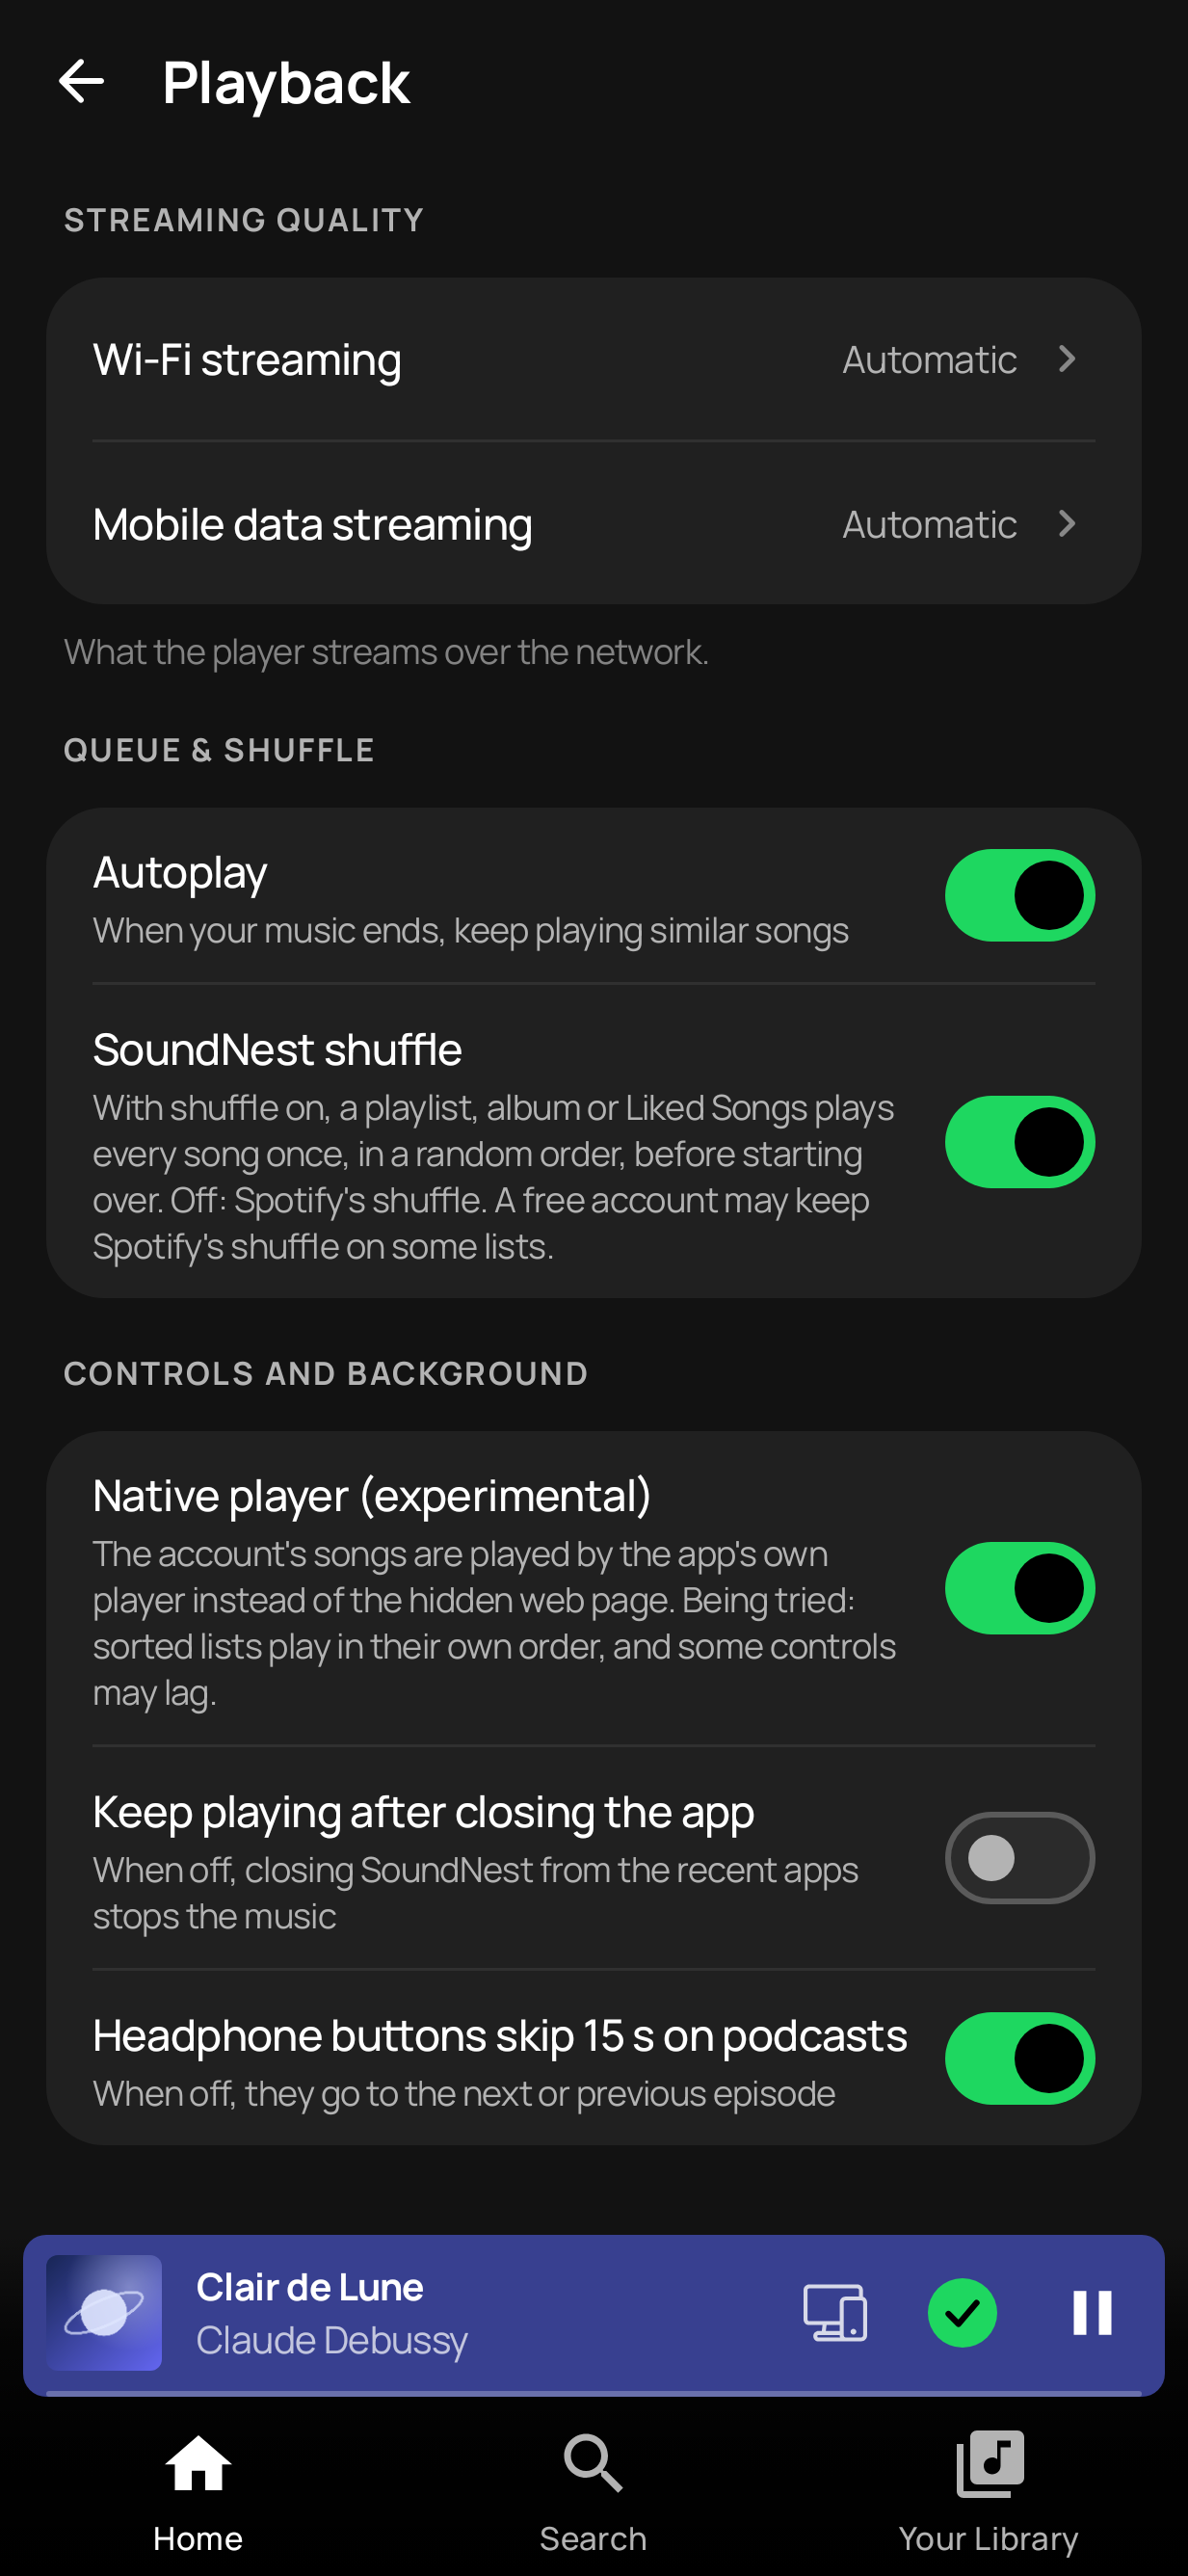 Playback
STREAMING QUALITY
Wi-Fi streaming
Automatic
Mobile data streaming
Automatic
What the player streams over the network.
QUEUE & SHUFFLE
Autoplay
When your music ends, keep playing similar songs
SoundNest shuffle
With shuffle on, a playlist, album or Liked Songs plays
every song once, in a random order, before starting
over. Off: Spotify's shuffle. A free account may keep
Spotify's shuffle on some lists.
CONTROLS AND BACKGROUND
Native player (experimental)
The account's songs are played by the app's own
player instead of the hidden web page. Being tried:
sorted lists play in their own order, and some controls
may lag.
Keep playing after closing the app
When off, closing SoundNest from the recent apps
stops the music
Headphone buttons skip 15 s on podcasts
When off, they go to the next or previous episode
Clair de Lune
Claude Debussy
Home
Search
Your Library